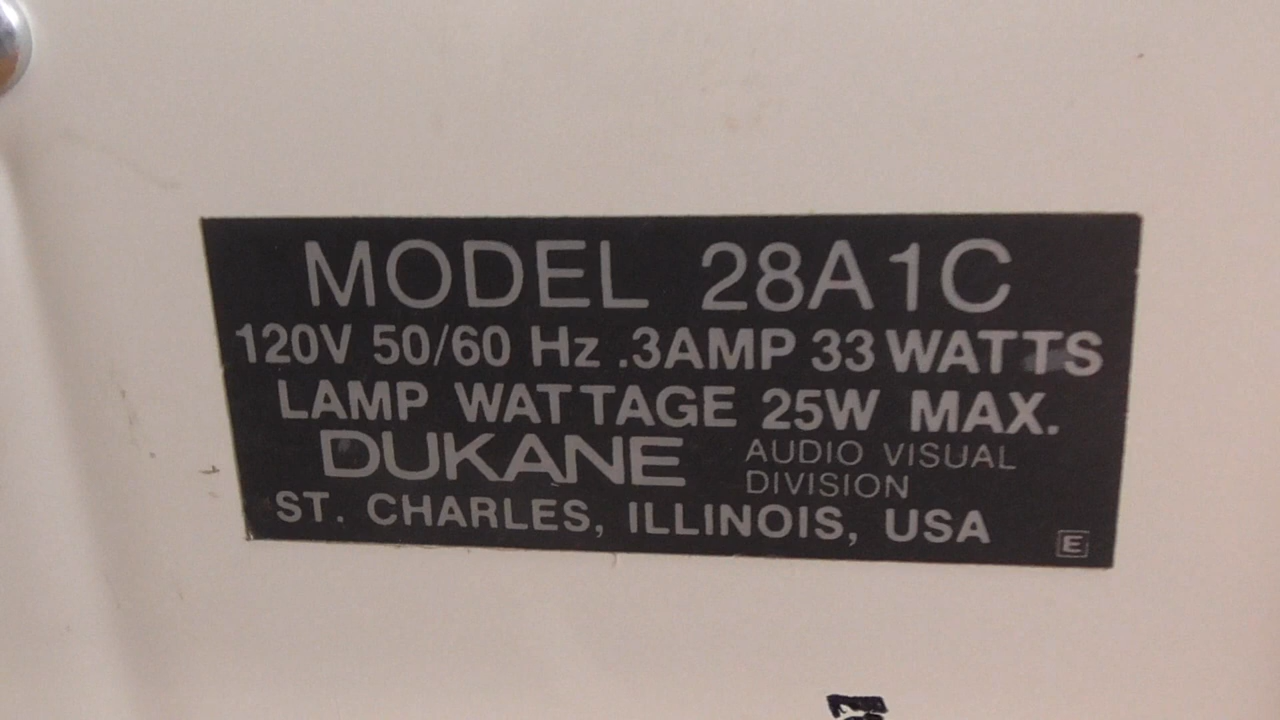 MODEL 28A1C
120V 50/60 Hz .3AMP 33 WATTS
LAMP WATTAGE 25W MAX.
DUKANE AUDIO VISUAL
DIVISION
ST. CHARLES, ILLINOIS, USA
E